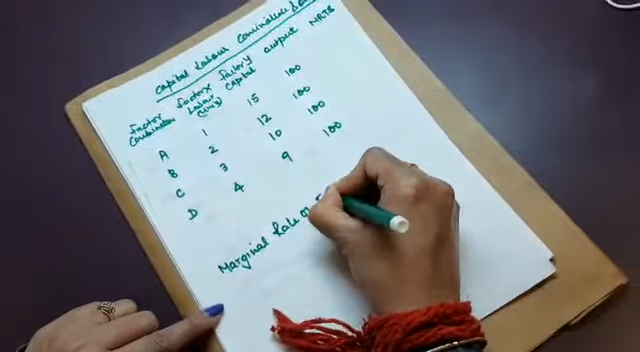 Capital Labour Combination
Factor Combination Factor X Labour (Units) Factor Y Capital Output MRTS
A 1 15 100
B 2 12 100
C 3 10 100
D 4 9 100
Marginal Rate of